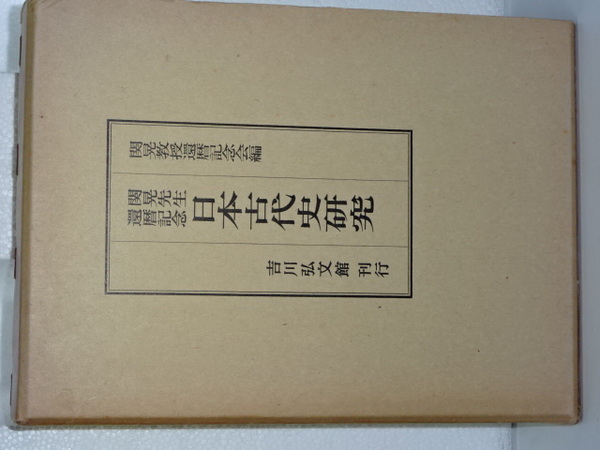 関晃教授還暦記念会編
関晃先生
還暦記念
日本古代史研究
吉川弘文館 刊行